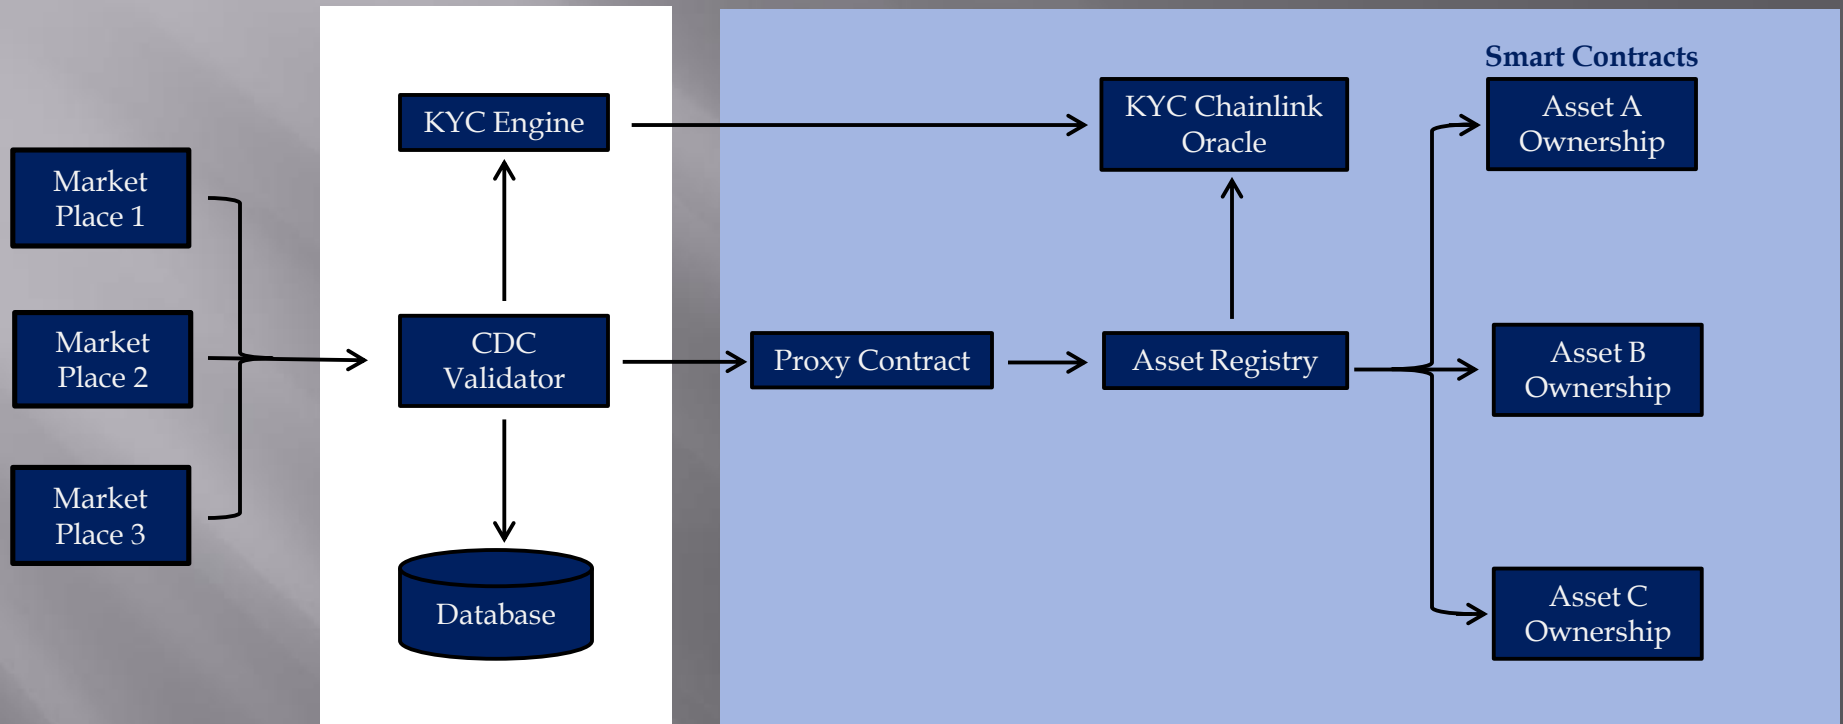 Smart Contracts
Market
Place 1
Market
Place 2
Market
Place 3
KYC Engine
CDC
Validator
Database
Proxy Contract
KYC Chainlink
Oracle
Asset Registry
Asset A
Ownership
Asset B
Ownership
Asset C
Ownership